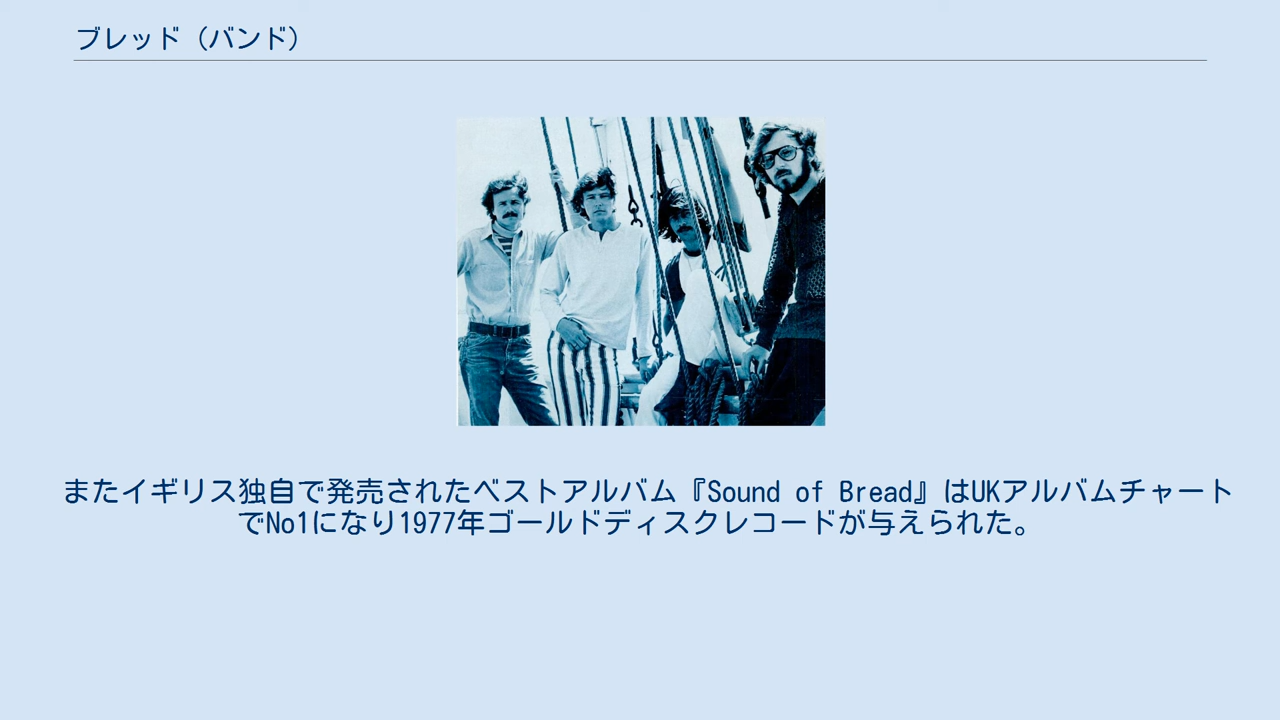 ブレッド（バンド）
またイギリス独自で発売されたベストアルバム『Sound of Bread』はUKアルバムチャート
でNo1になり1977年ゴールドディスクレコードが与えられた。